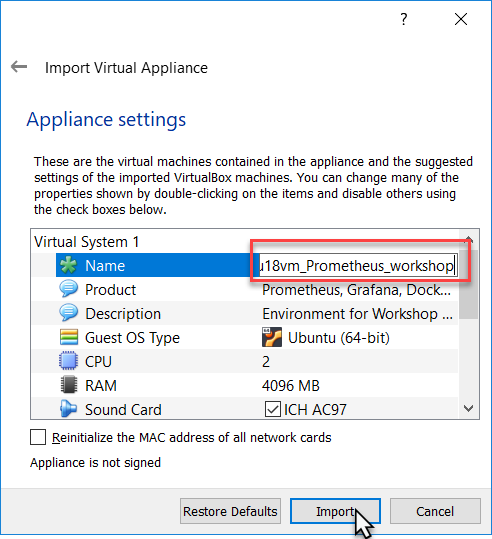 ?
Import Virtual Appliance
Appliance settings
These are the virtual machines contained in the appliance and the suggested
settings of the imported VirtualBox machines. You can change many of the
properties shown by double-clicking on the items and disable others using
the check boxes below.
Virtual System 1
Name u18vm_Prometheus_workshop
Product Prometheus, Grafana, Dock...
Description Environment for Workshop ...
Guest OS Type Ubuntu (64-bit)
CPU 2
RAM 4096 MB
Sound Card ICH AC97
Reinitialize the MAC address of all network cards
Appliance is not signed
Restore Defaults Import Cancel